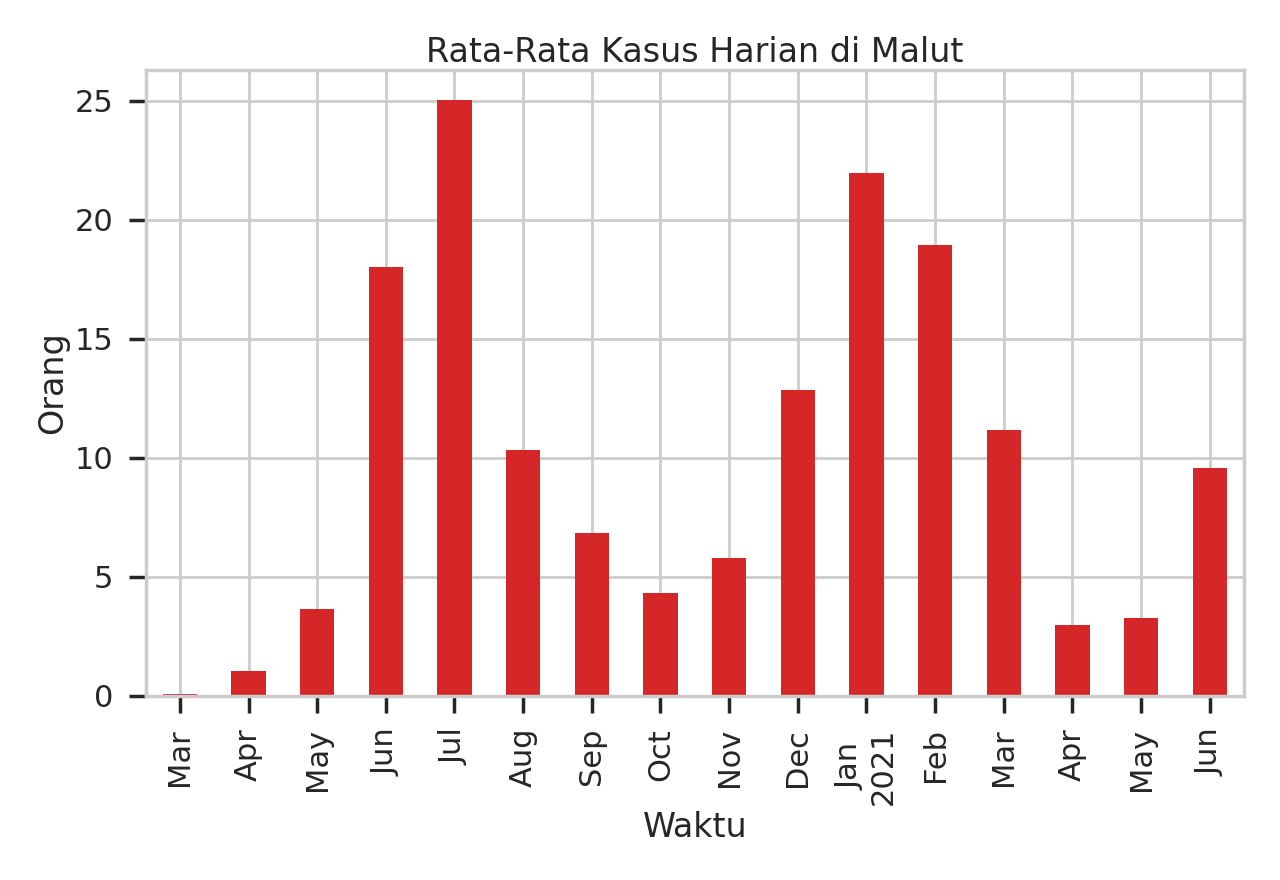 Rata-Rata Kasus Harian di Malut
25
20
15
10
5
0
Orang
Mar
Apr
May
Jun
Jul
Aug
Sep
Oct
Nov
Dec
Jan
2021
Feb
Mar
Apr
May
Jun
Waktu